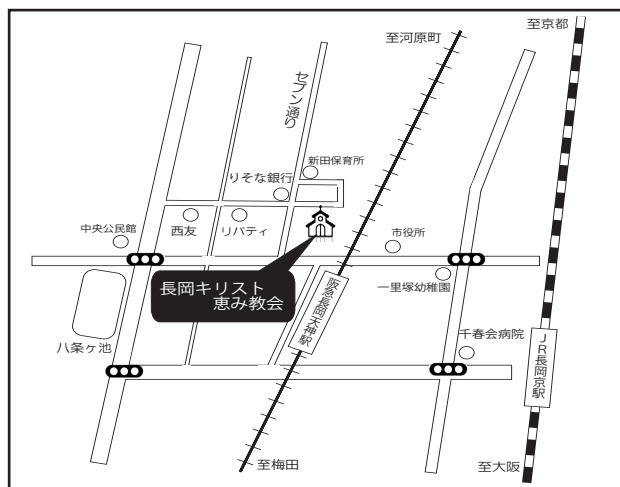 至河原町
至京都
セブン通り
新田保育所
りそな銀行
中央公民館
西友
リバティ
市役所
長岡キリスト
恵み教会
阪急長岡天神駅
一里塚幼稚園
千春会病院
八条ヶ池
JR長岡京駅
至梅田
至大阪